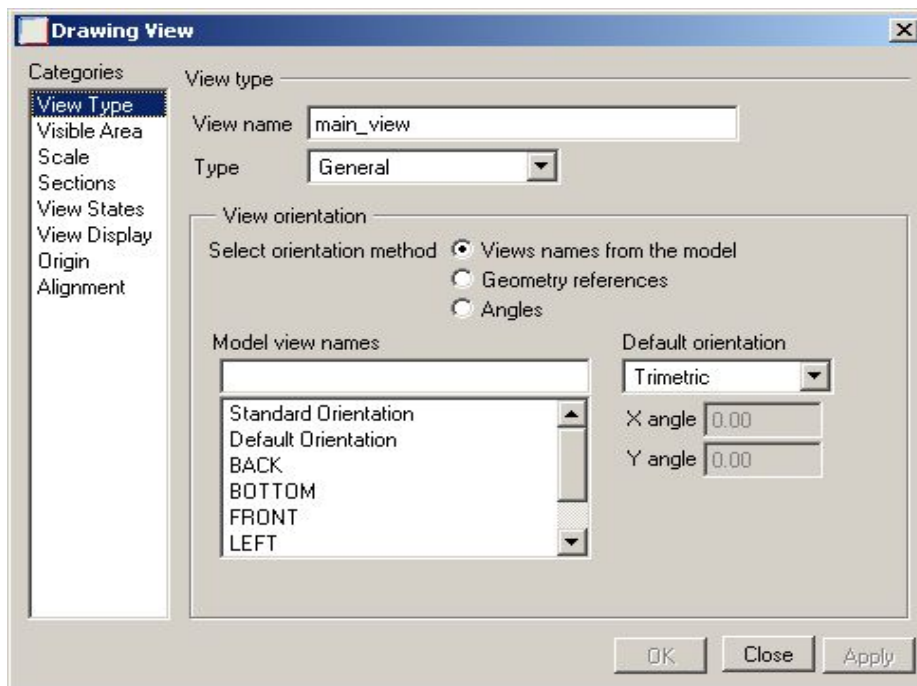 Drawing View
Categories
View Type
Visible Area
Scale
Sections
View States
View Display
Origin
Alignment
View type
View name main_view
Type General
View orientation
Select orientation method Views names from the model
Geometry references
Angles
Model view names
Standard Orientation
Default Orientation
BACK
BOTTOM
FRONT
LEFT
Default orientation
Trimetric
X angle 0.00
Y angle 0.00
OK Close Apply